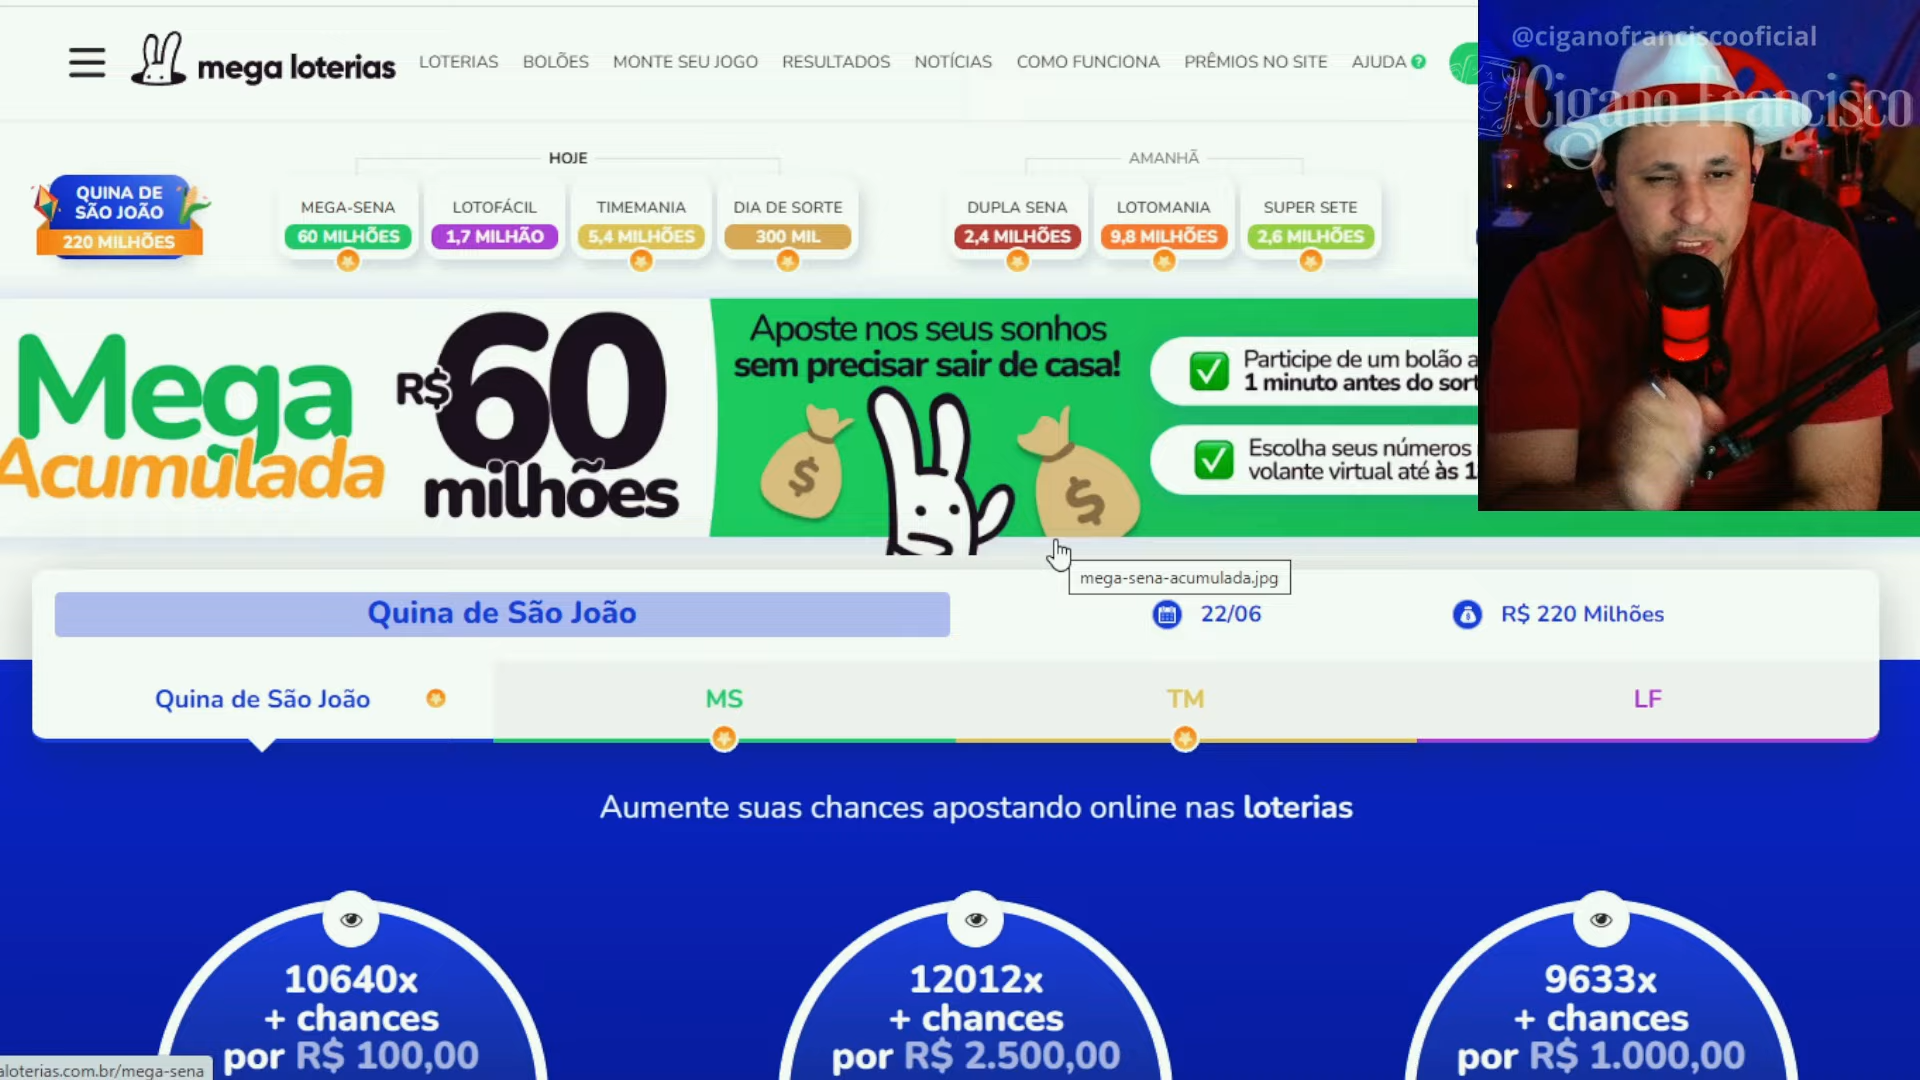 mega loterias
LOTERIAS
BOLÕES
MONTE SEU JOGO
RESULTADOS
NOTÍCIAS
COMO FUNCIONA
PRÊMIOS NO SITE
AJUDA ?
@ciganofranciscooficial
Cigano Francisco
HOJE
AMANHÃ
QUINA DE
SÃO JOÃO
220 MILHÕES
MEGA-SENA
60 MILHÕES
LOTOFÁCIL
1,7 MILHÃO
TIMEMANIA
5,4 MILHÕES
DIA DE SORTE
300 MIL
DUPLA SENA
2,4 MILHÕES
LOTOMANIA
9,8 MILHÕES
SUPER SETE
2,6 MILHÕES
Mega
Acumulada
R$ 60
milhões
Aposte nos seus sonhos
sem precisar sair de casa!
$
$
Participe de um bolão a
1 minuto antes do sort
Escolha seus números
volante virtual até às 1
mega-sena-acumulada.jpg
Quina de São João
22/06
R$ 220 Milhões
Quina de São João
MS
TM
LF
Aumente suas chances apostando online nas loterias
10640x
+ chances
por R$ 100,00
12012x
+ chances
por R$ 2.500,00
9633x
+ chances
por R$ 1.000,00
aloterias.com.br/mega-sena